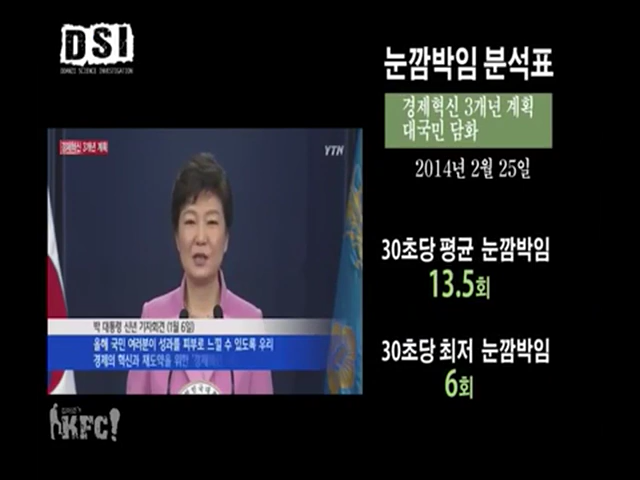 DSI
DDANZI SCIENCE INVESTIGATION
눈깜박임 분석표
경제혁신 3개년 계획
대국민 담화
2014년 2월 25일
경제혁신 3개년 계획
YTN
박 대통령 신년 기자회견 (1월 6일)
올해 국민 여러분이 성과를 피부로 느낄 수 있도록 우리
경제의 혁신과 재도약을 위한
30초당 평균 눈깜박임
13.5회
30초당 최저 눈깜박임
6회
KFC!